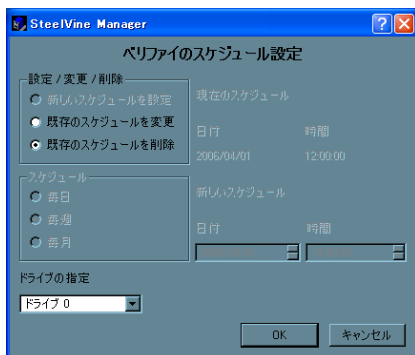 SteelVine Manager
ベリファイのスケジュール設定
設定 / 変更 / 削除
新しいスケジュールを設定
既存のスケジュールを変更
既存のスケジュールを削除
現在のスケジュール
日付 時間
2006/04/01 12:00:00
スケジュール
毎日
毎週
毎月
新しいスケジュール
日付 時間
ドライブの指定
ドライブ 0
OK キャンセル